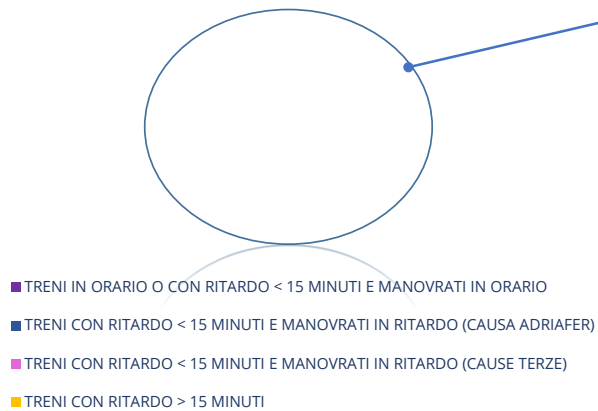 TRENI IN ORARIO O CON RITARDO < 15 MINUTI E MANOVRATI IN ORARIO
TRENI CON RITARDO < 15 MINUTI E MANOVRATI IN RITARDO (CAUSA ADRIAFER)
TRENI CON RITARDO < 15 MINUTI E MANOVRATI IN RITARDO (CAUSE TERZE)
TRENI CON RITARDO > 15 MINUTI